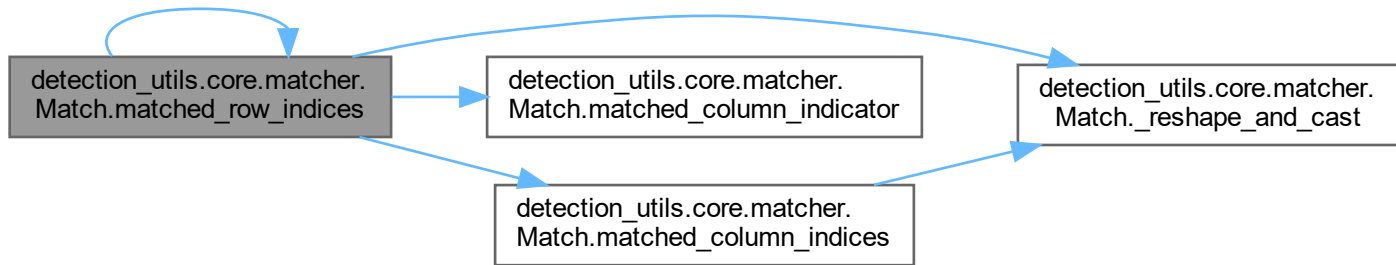 detection_utils.core.matcher.
Match.matched_row_indices
detection_utils.core.matcher.
Match.matched_column_indicator
detection_utils.core.matcher.
Match._reshape_and_cast
detection_utils.core.matcher.
Match.matched_column_indices